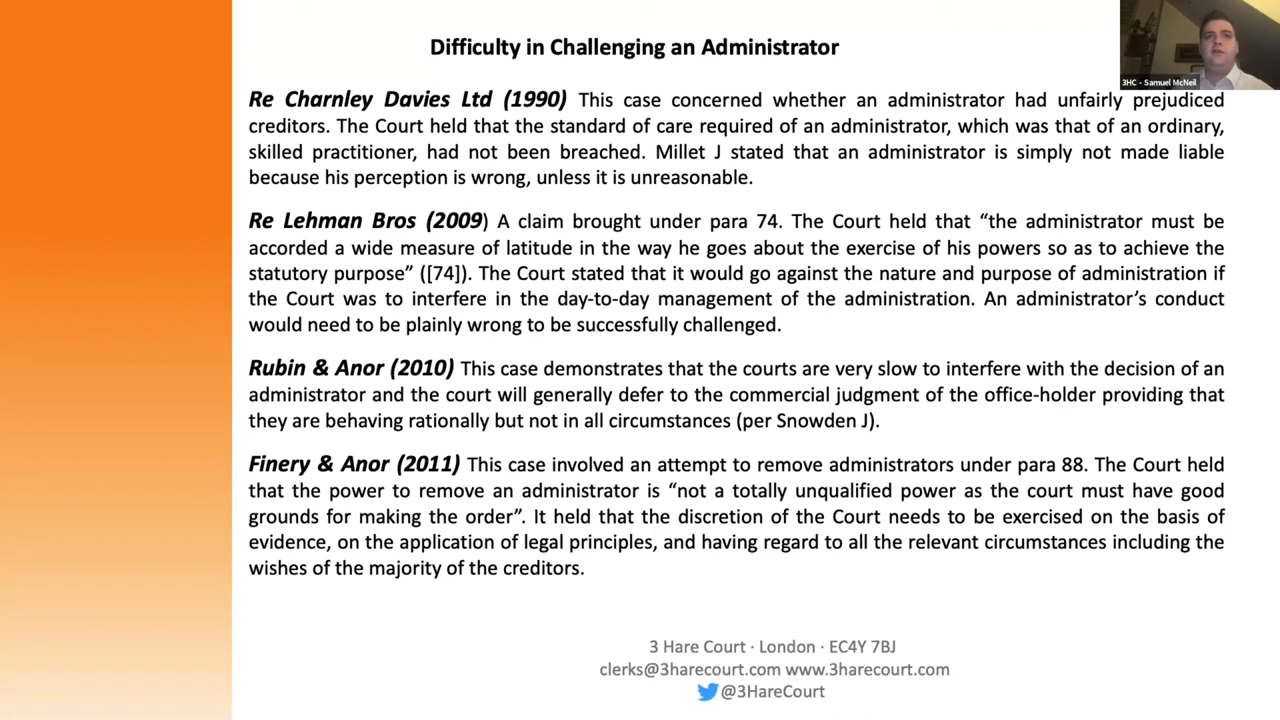 Difficulty in Challenging an Administrator
3HC - Samuel McNeil
Re Charnley Davies Ltd (1990) This case concerned whether an administrator had unfairly prejudiced
creditors. The Court held that the standard of care required of an administrator, which was that of an ordinary,
skilled practitioner, had not been breached. Millet J stated that an administrator is simply not made liable
because his perception is wrong, unless it is unreasonable.
Re Lehman Bros (2009) A claim brought under para 74. The Court held that “the administrator must be
accorded a wide measure of latitude in the way he goes about the exercise of his powers so as to achieve the
statutory purpose” ([74]). The Court stated that it would go against the nature and purpose of administration if
the Court was to interfere in the day-to-day management of the administration. An administrator’s conduct
would need to be plainly wrong to be successfully challenged.
Rubin & Anor (2010) This case demonstrates that the courts are very slow to interfere with the decision of an
administrator and the court will generally defer to the commercial judgment of the office-holder providing that
they are behaving rationally but not in all circumstances (per Snowden J).
Finery & Anor (2011) This case involved an attempt to remove administrators under para 88. The Court held
that the power to remove an administrator is “not a totally unqualified power as the court must have good
grounds for making the order”. It held that the discretion of the Court needs to be exercised on the basis of
evidence, on the application of legal principles, and having regard to all the relevant circumstances including the
wishes of the majority of the creditors.
3 Hare Court · London · EC4Y 7BJ
clerks@3harecourt.com www.3harecourt.com
@3HareCourt